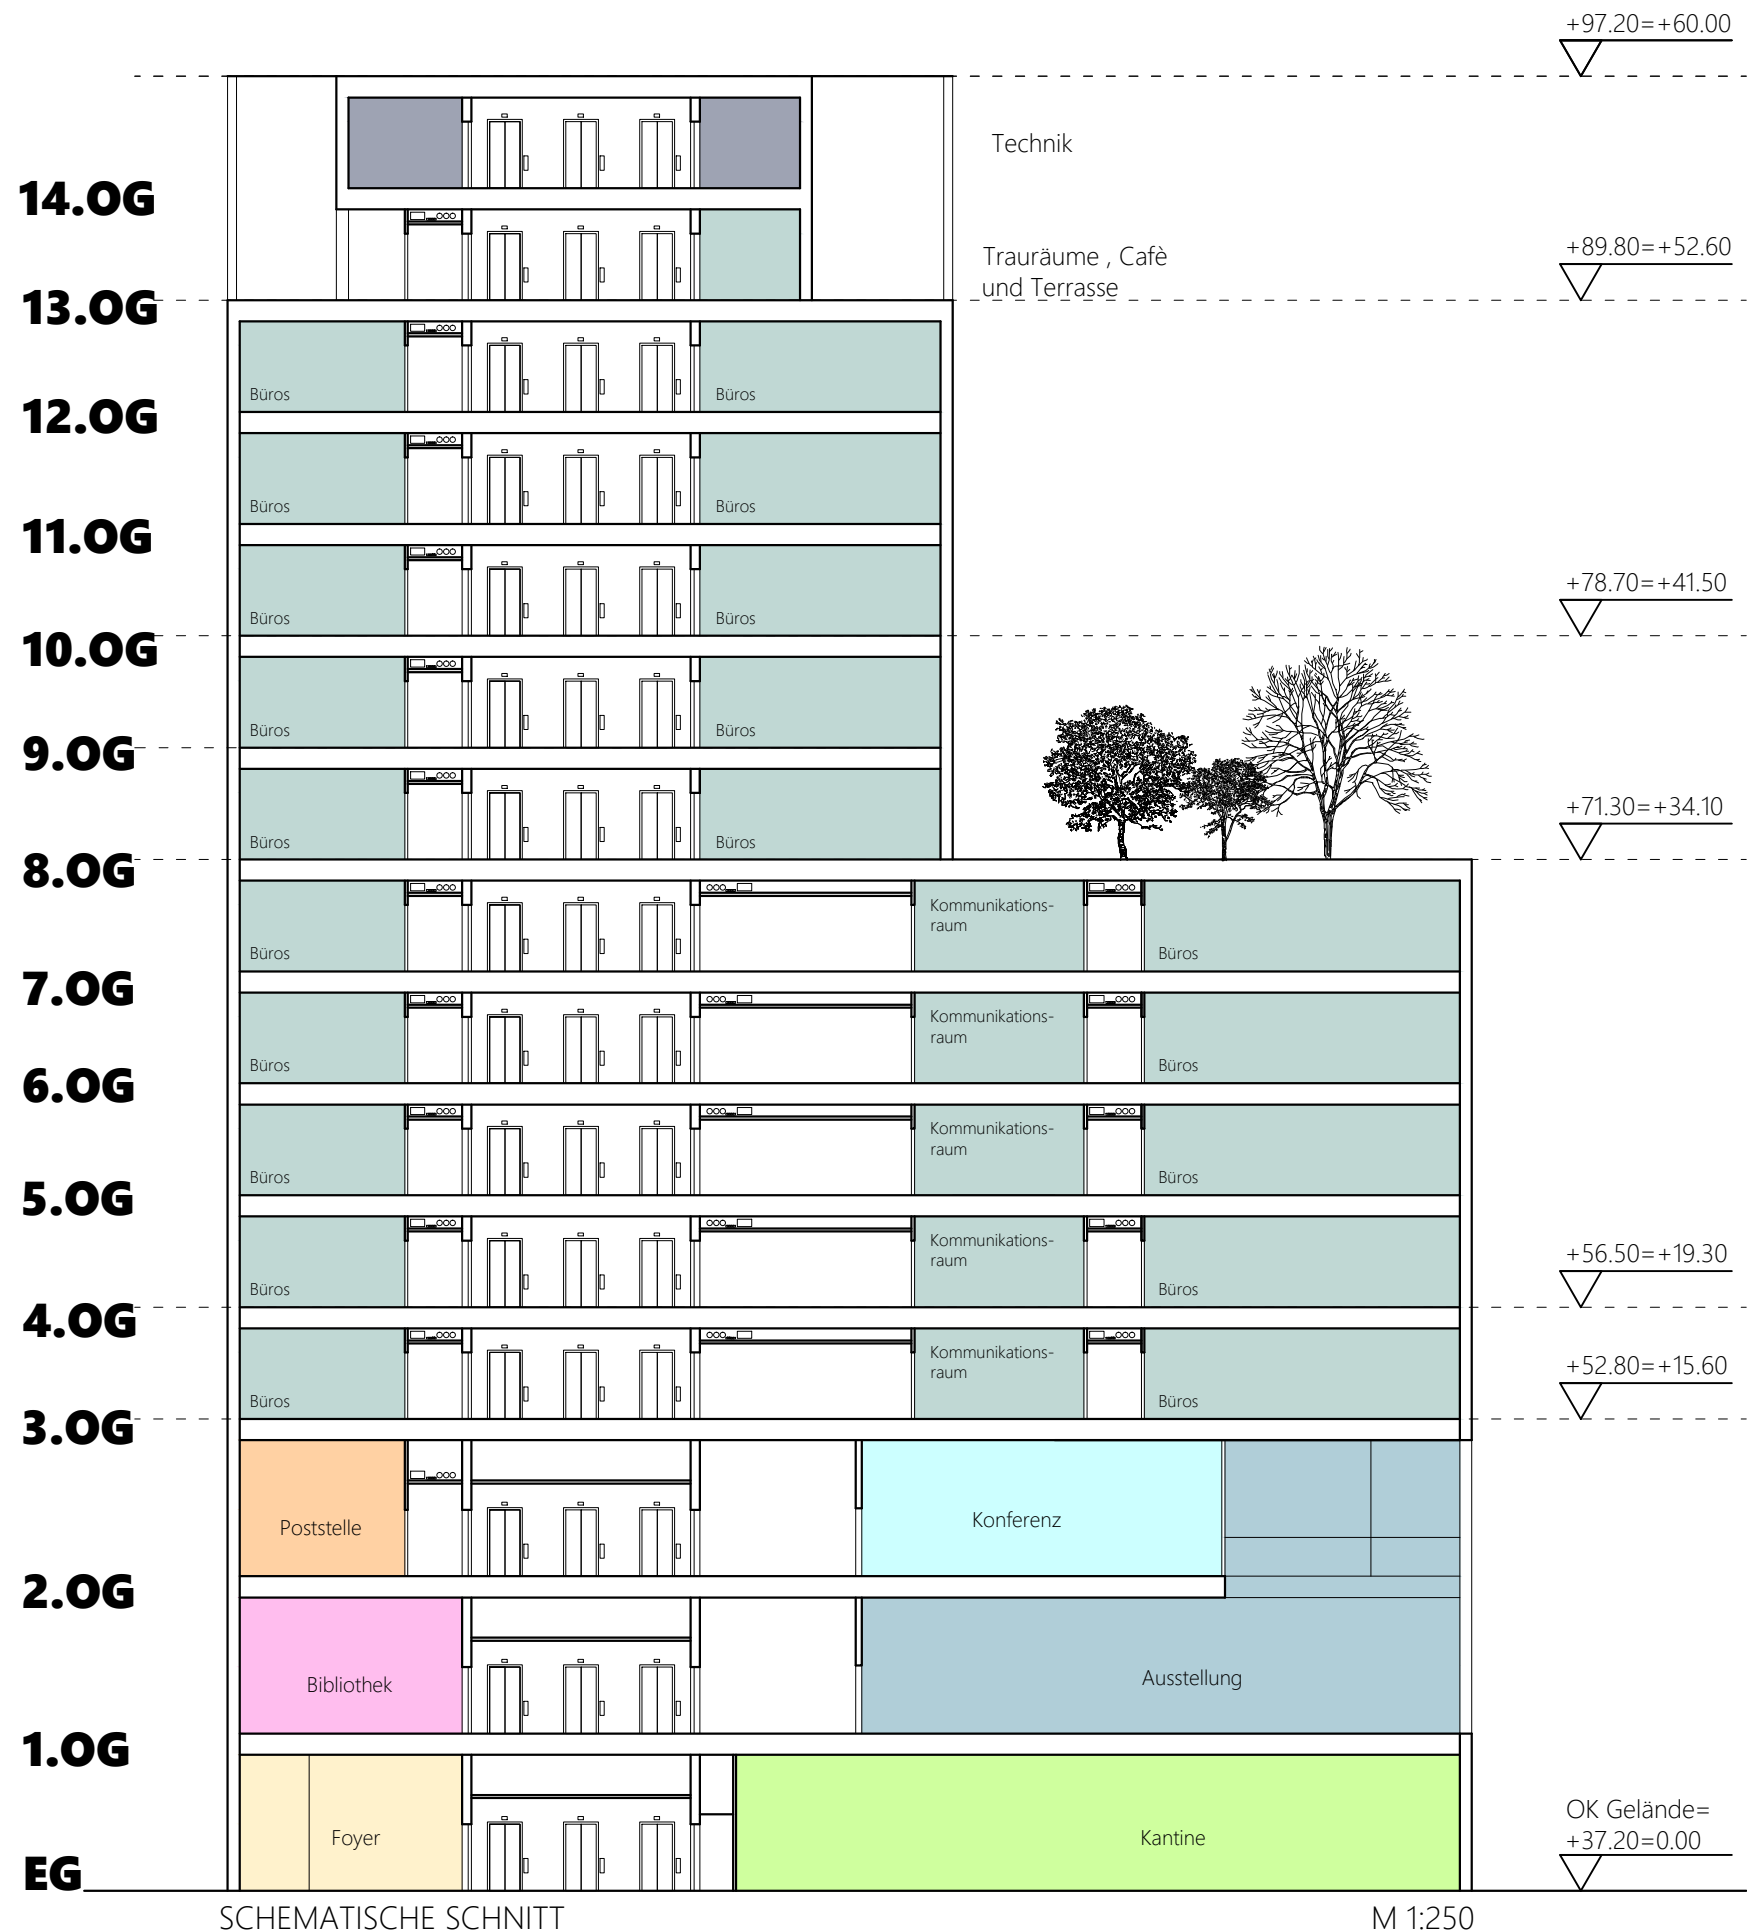 +97.20=+60.00
Technik
14.OG
Trauräume , Cafè
und Terrasse
+89.80=+52.60
13.OG
Büros
Büros
12.OG
Büros
Büros
11.OG
Büros
Büros
+78.70=+41.50
10.OG
Büros
Büros
9.OG
Büros
Büros
+71.30=+34.10
8.OG
Kommunikations-
raum
Büros
Büros
7.OG
Kommunikations-
raum
Büros
Büros
6.OG
Kommunikations-
raum
Büros
Büros
5.OG
Kommunikations-
raum
Büros
Büros
+56.50=+19.30
4.OG
Kommunikations-
raum
Büros
Büros
+52.80=+15.60
3.OG
Poststelle
Konferenz
2.OG
Bibliothek
Ausstellung
1.OG
Foyer
Kantine
OK Gelände=
+37.20=0.00
EG
SCHEMATISCHE SCHNITT
M 1:250